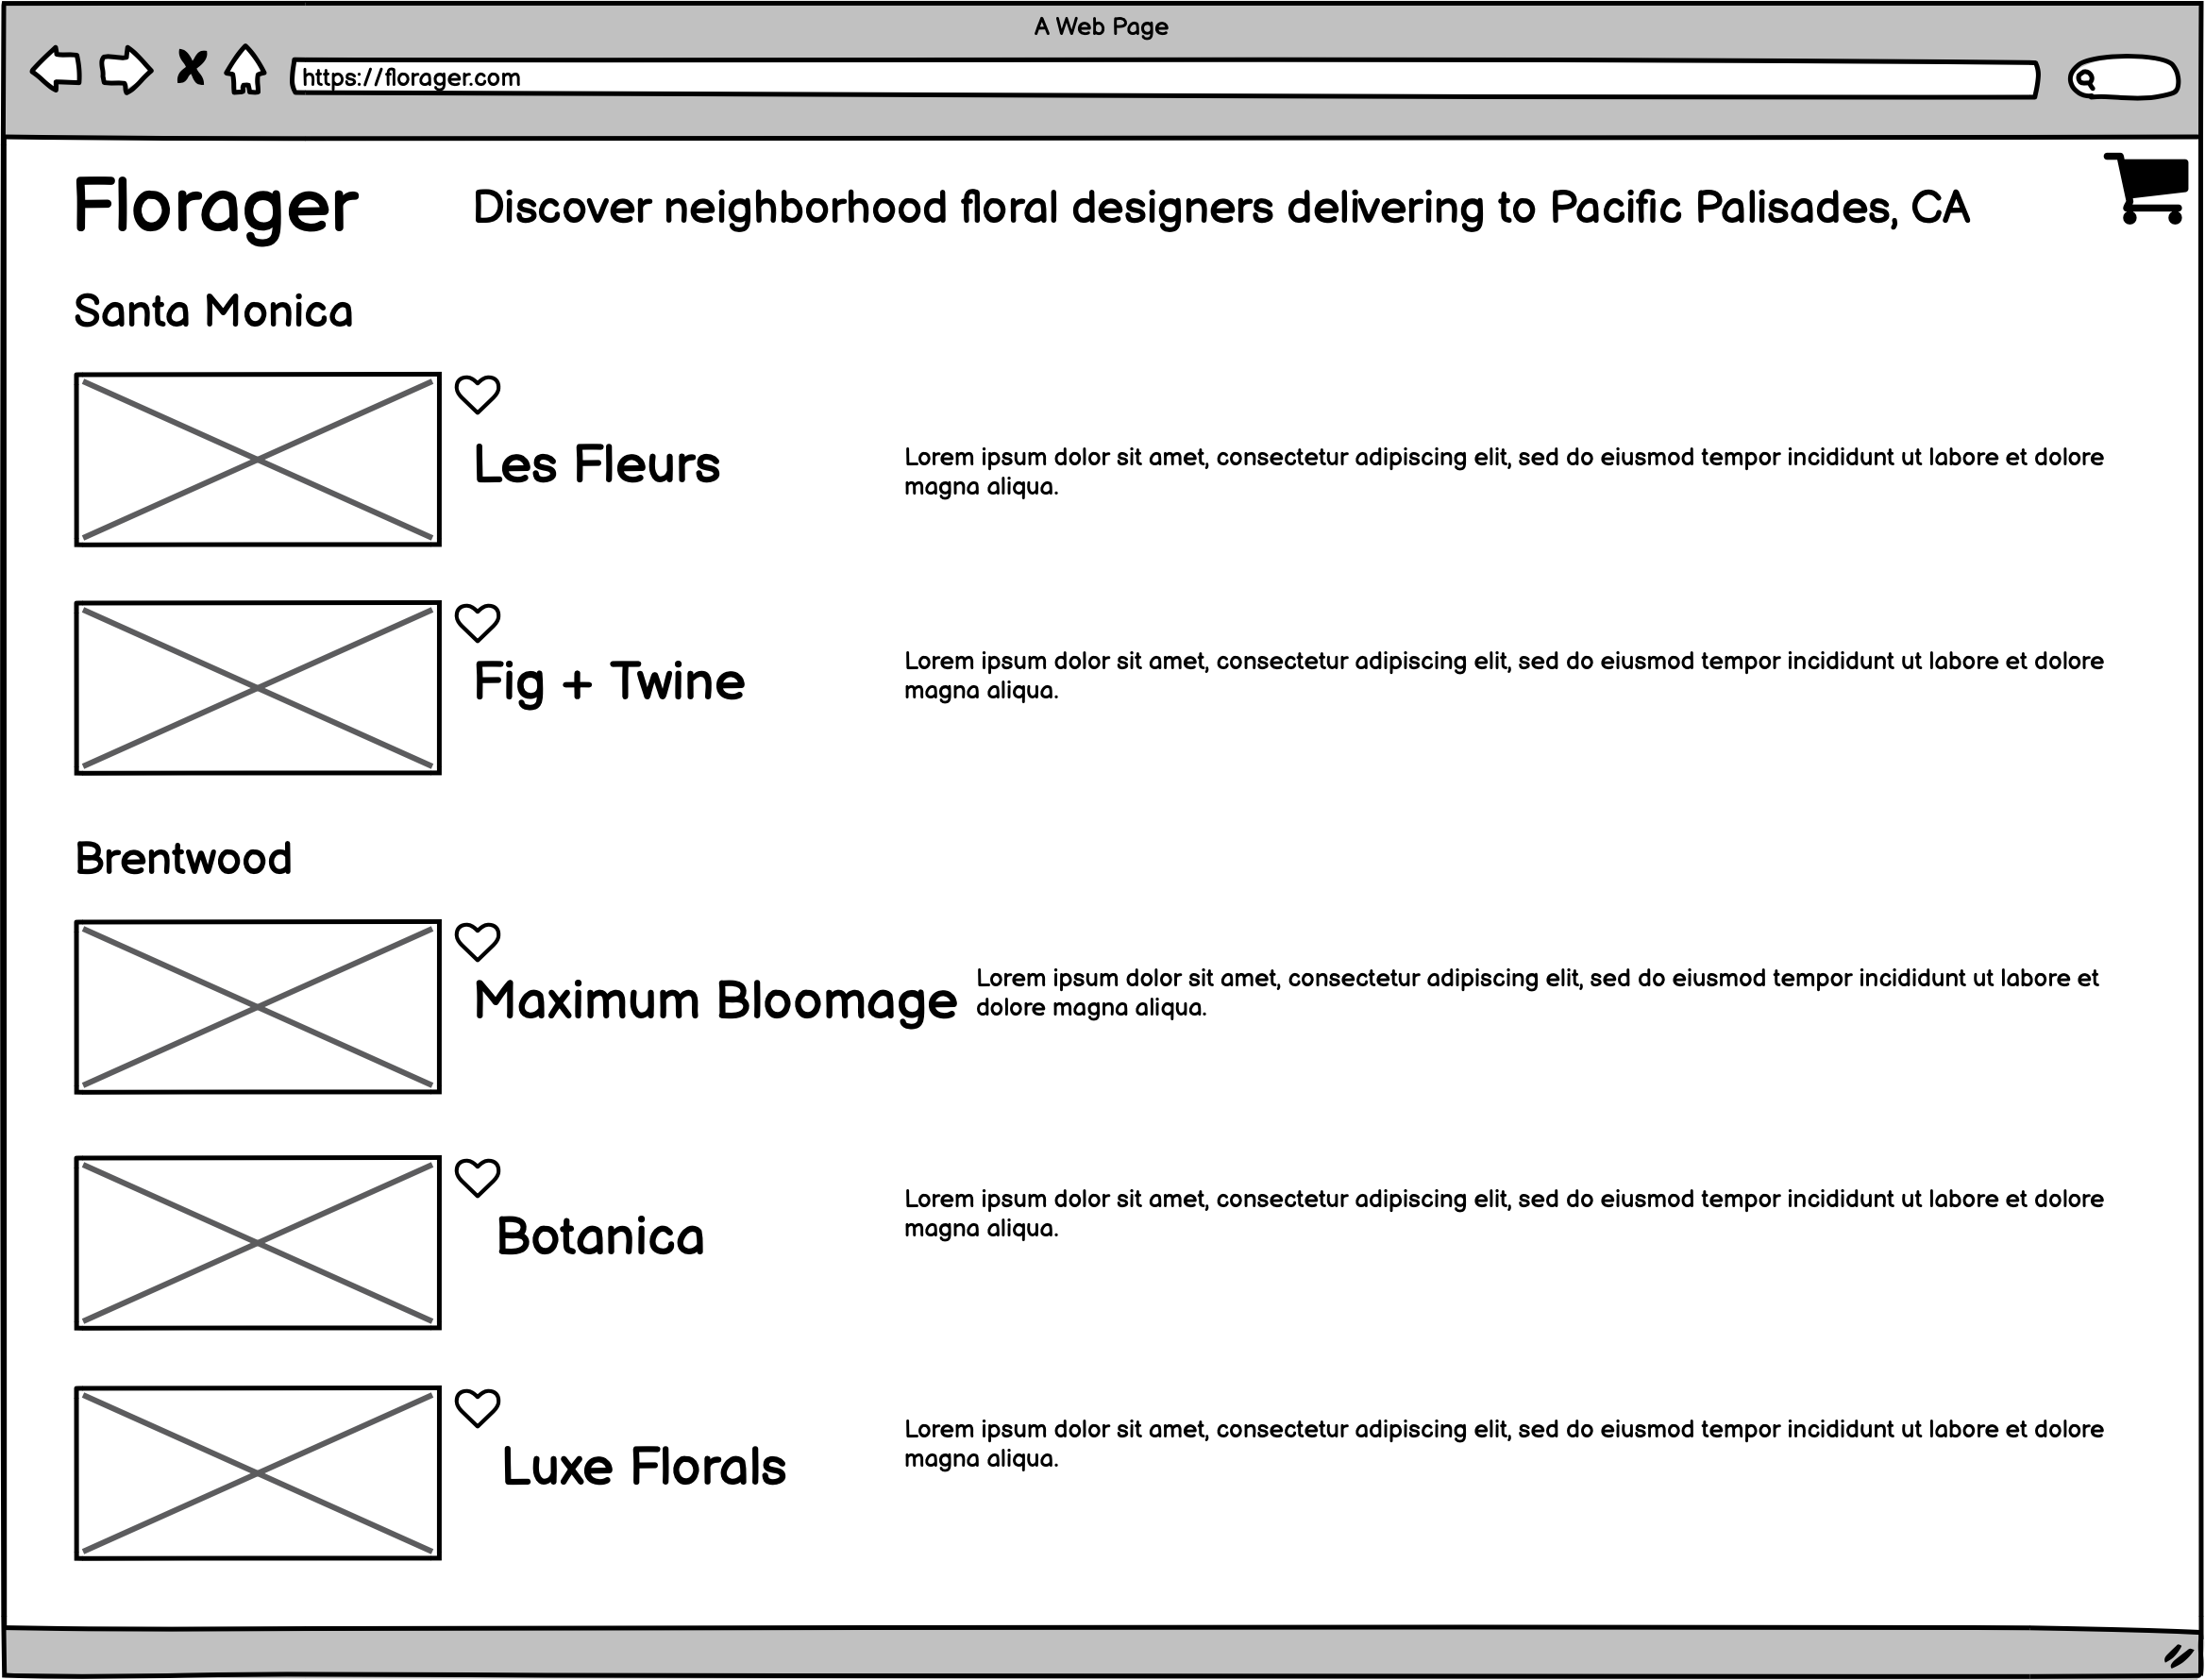 A Web Page
https://florager.com
Florager
Discover neighborhood floral designers delivering to Pacific Palisades, CA
Santa Monica
Les Fleurs
Lorem ipsum dolor sit amet, consectetur adipiscing elit, sed do eiusmod tempor incididunt ut labore et dolore
magna aliqua.
Fig + Twine
Lorem ipsum dolor sit amet, consectetur adipiscing elit, sed do eiusmod tempor incididunt ut labore et dolore
magna aliqua.
Brentwood
Maximum Bloomage
Lorem ipsum dolor sit amet, consectetur adipiscing elit, sed do eiusmod tempor incididunt ut labore et
dolore magna aliqua.
Botanica
Lorem ipsum dolor sit amet, consectetur adipiscing elit, sed do eiusmod tempor incididunt ut labore et dolore
magna aliqua.
Luxe Florals
Lorem ipsum dolor sit amet, consectetur adipiscing elit, sed do eiusmod tempor incididunt ut labore et dolore
magna aliqua.